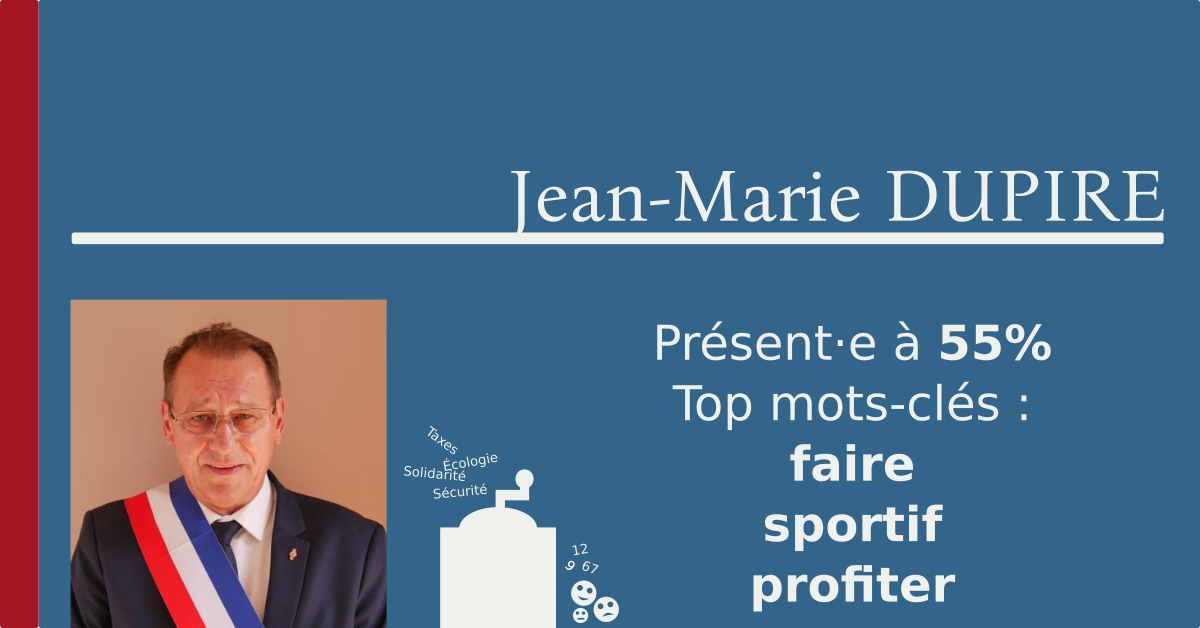 Jean-Marie DUPIRE
Présent·e à 55%
Top mots-clés :
faire
sportif
profiter
Taxes
Écologie
Solidarité
Sécurité
12
9 67